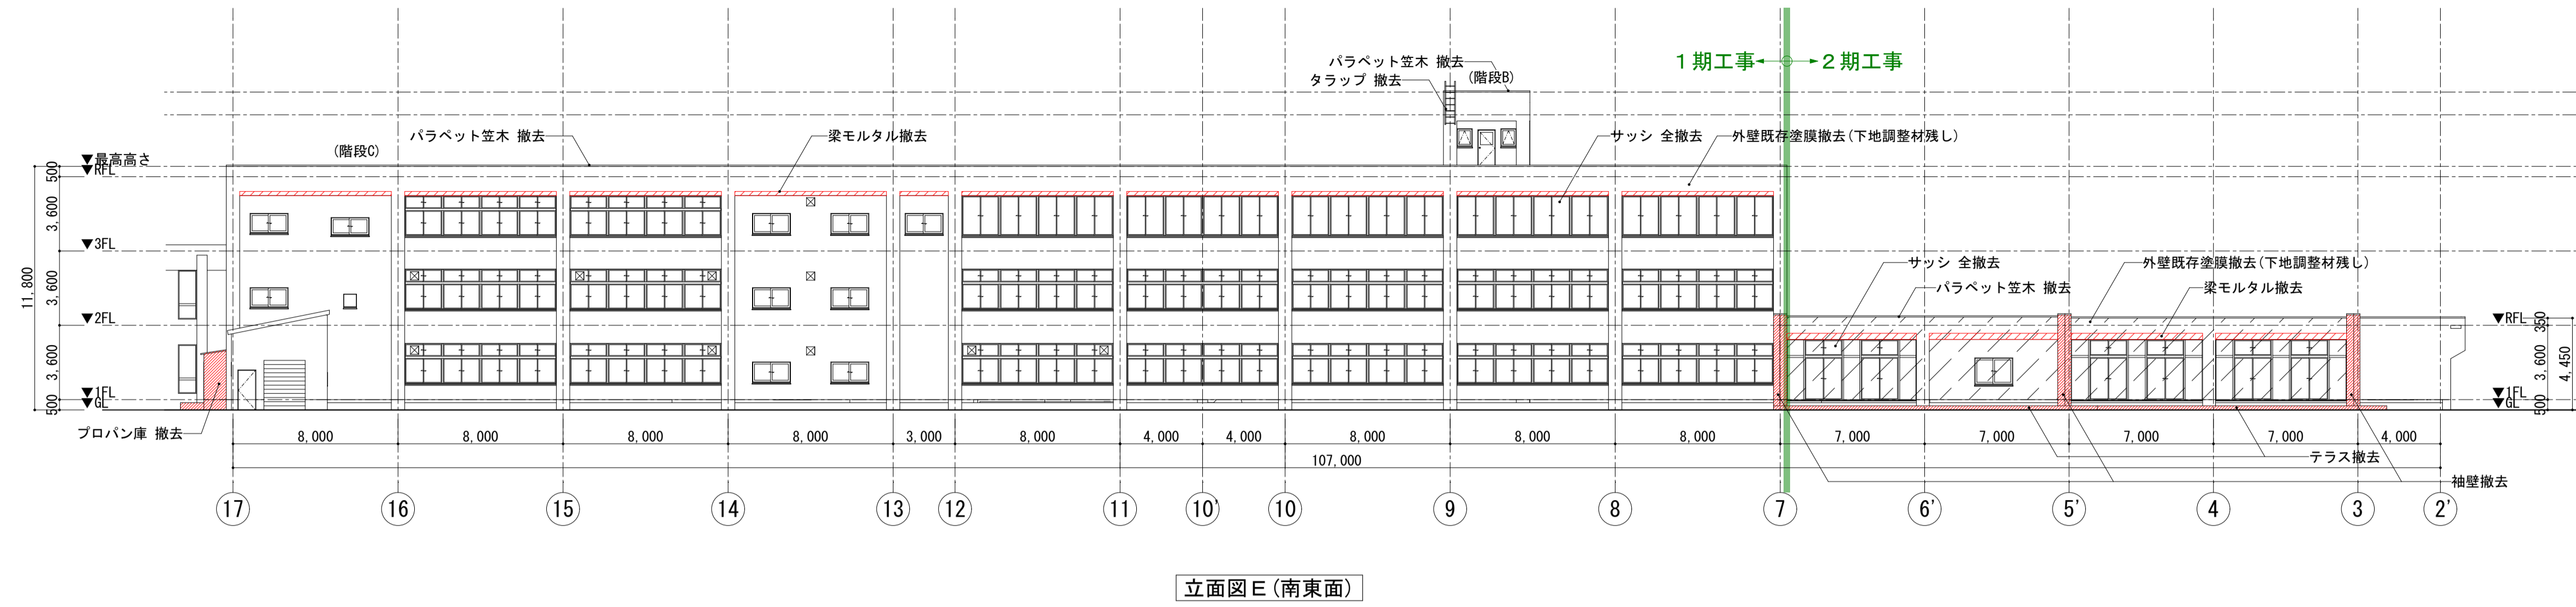 パラペット笠木 撤去
(階段B)
タラップ 撤去
1期工事
2期工事
(階段C)
パラペット笠木 撤去
梁モルタル撤去
サッシ 全撤去
外壁既存塗膜撤去(下地調整材残し)
▼最高高さ
▼RFL
▼3FL
▼2FL
▼1FL
▼GL
500
3,600
3,600
3,600
500
11,800
プロパン庫 撤去
サッシ 全撤去
外壁既存塗膜撤去(下地調整材残し)
パラペット笠木 撤去
梁モルタル撤去
▼RFL
▼1FL
▼GL
350
3,600
500
4,450
8,000
8,000
8,000
8,000
3,000
8,000
4,000
4,000
8,000
8,000
8,000
7,000
7,000
7,000
7,000
4,000
107,000
テラス撤去
袖壁撤去
17
16
15
14
13
12
11
10'
10
9
8
7
6'
5'
4
3
2'
立面図E(南東面)